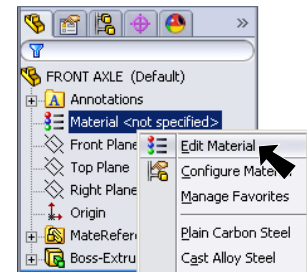 »
FRONT AXLE (Default)
A Annotations
Material <not specified>
Front Plane
Edit Material
Top Plane
Configure Mater
Right Plane
Manage Favorites
Origin
MateRefer
Plain Carbon Steel
Boss-Extru
Cast Alloy Steel